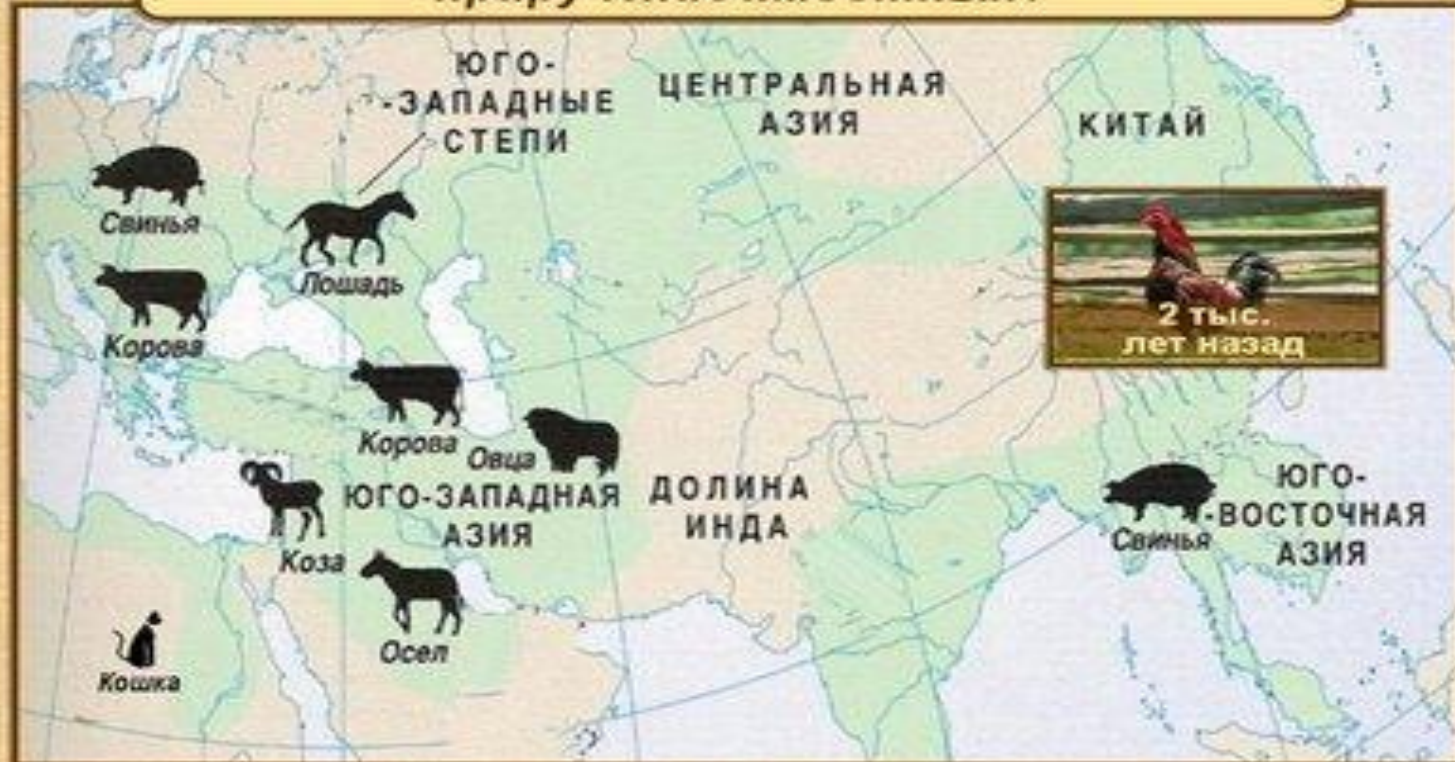 ЮГО-
-ЗАПАДНЫЕ
СТЕПИ
ЦЕНТРАЛЬНАЯ
АЗИЯ
КИТАЙ
Свинья
Лошадь
Корова
2 тыс.
лет назад
Корова
Овца
ЮГО-ЗАПАДНАЯ
АЗИЯ
ДОЛИНА
ИНДА
ЮГО-
-ВОСТОЧНАЯ
АЗИЯ
Свинья
Коза
Осел
Кошка